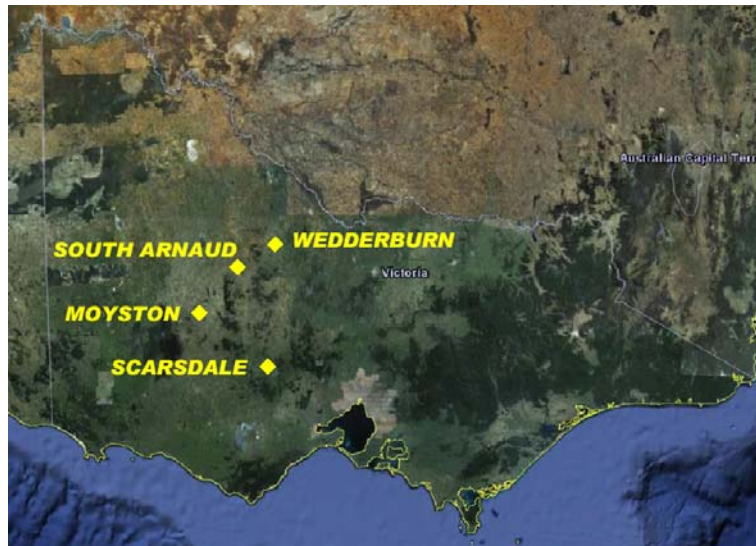 Australian Capital Terr
WEDDERBURN
SOUTH ARNAUD
Victoria
MOYSTON
SCARSDALE